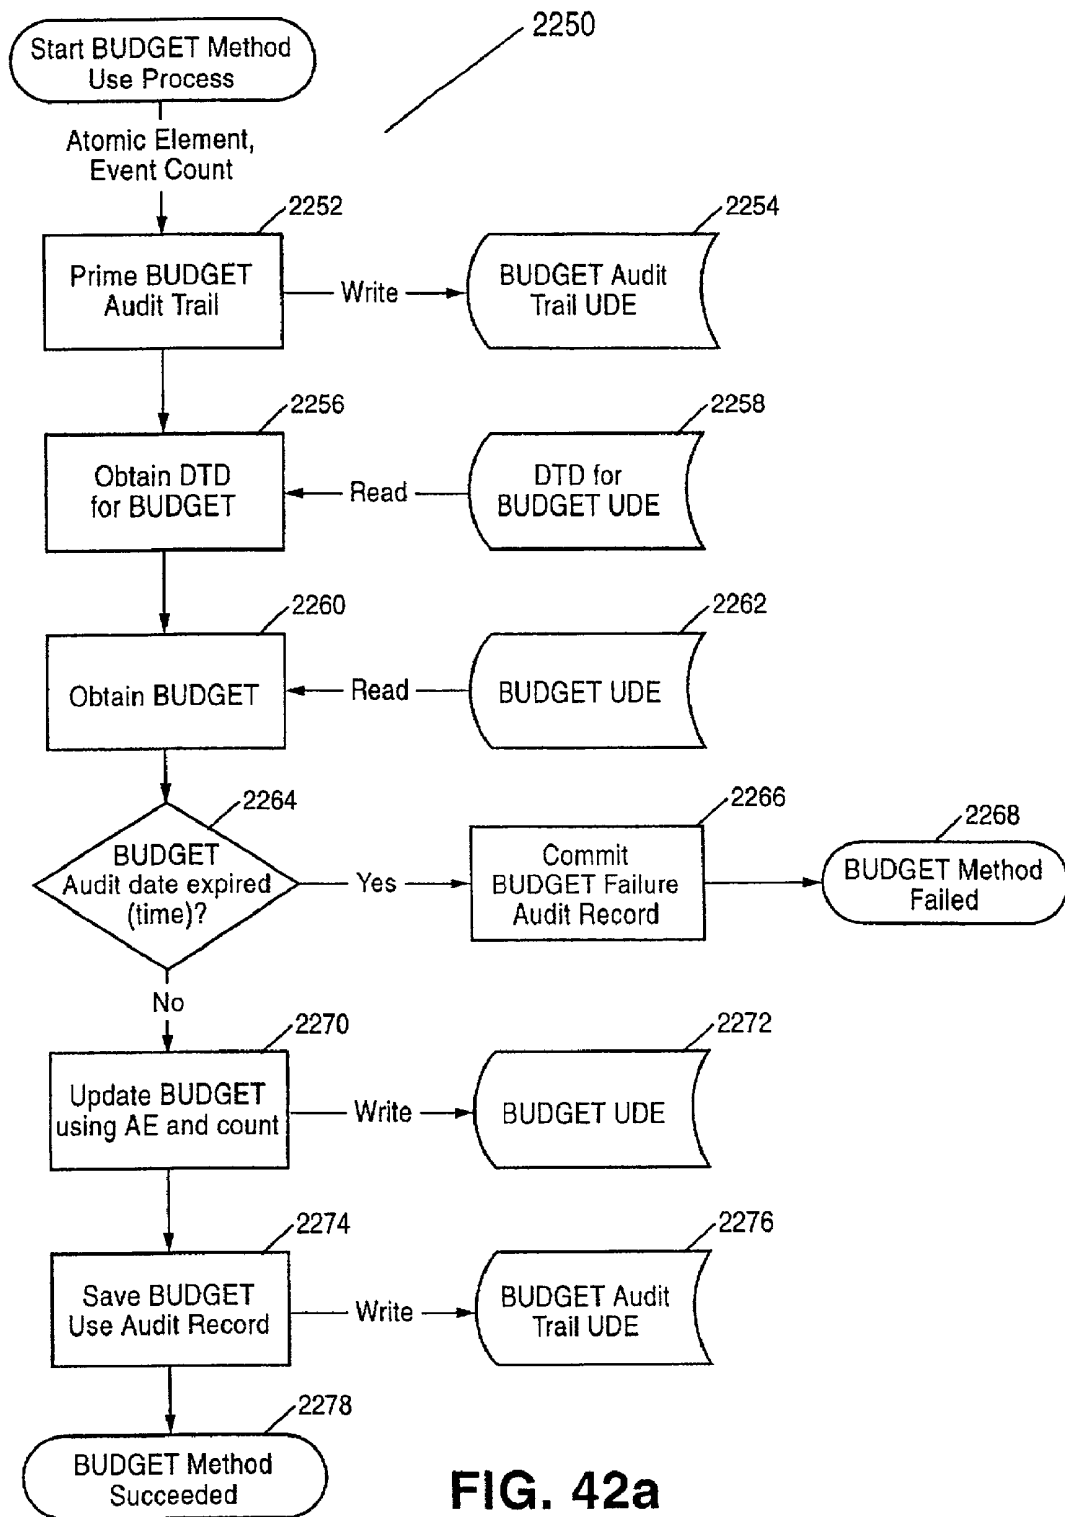 2250
Start BUDGET Method
Use Process
Atomic Element,
Event Count
2252
2254
Prime BUDGET
Audit Trail
Write
BUDGET Audit
Trail UDE
2256
2258
Obtain DTD
for BUDGET
Read
DTD for
BUDGET UDE
2260
2262
Obtain BUDGET
Read
BUDGET UDE
2264
2266
2268
BUDGET
Audit date expired
(time)?
Yes
Commit
BUDGET Failure
Audit Record
BUDGET Method
Failed
No
2270
2272
Update BUDGET
using AE and count
Write
BUDGET UDE
2274
2276
Save BUDGET
Use Audit Record
Write
BUDGET Audit
Trail UDE
2278
BUDGET Method
Succeeded
FIG. 42a